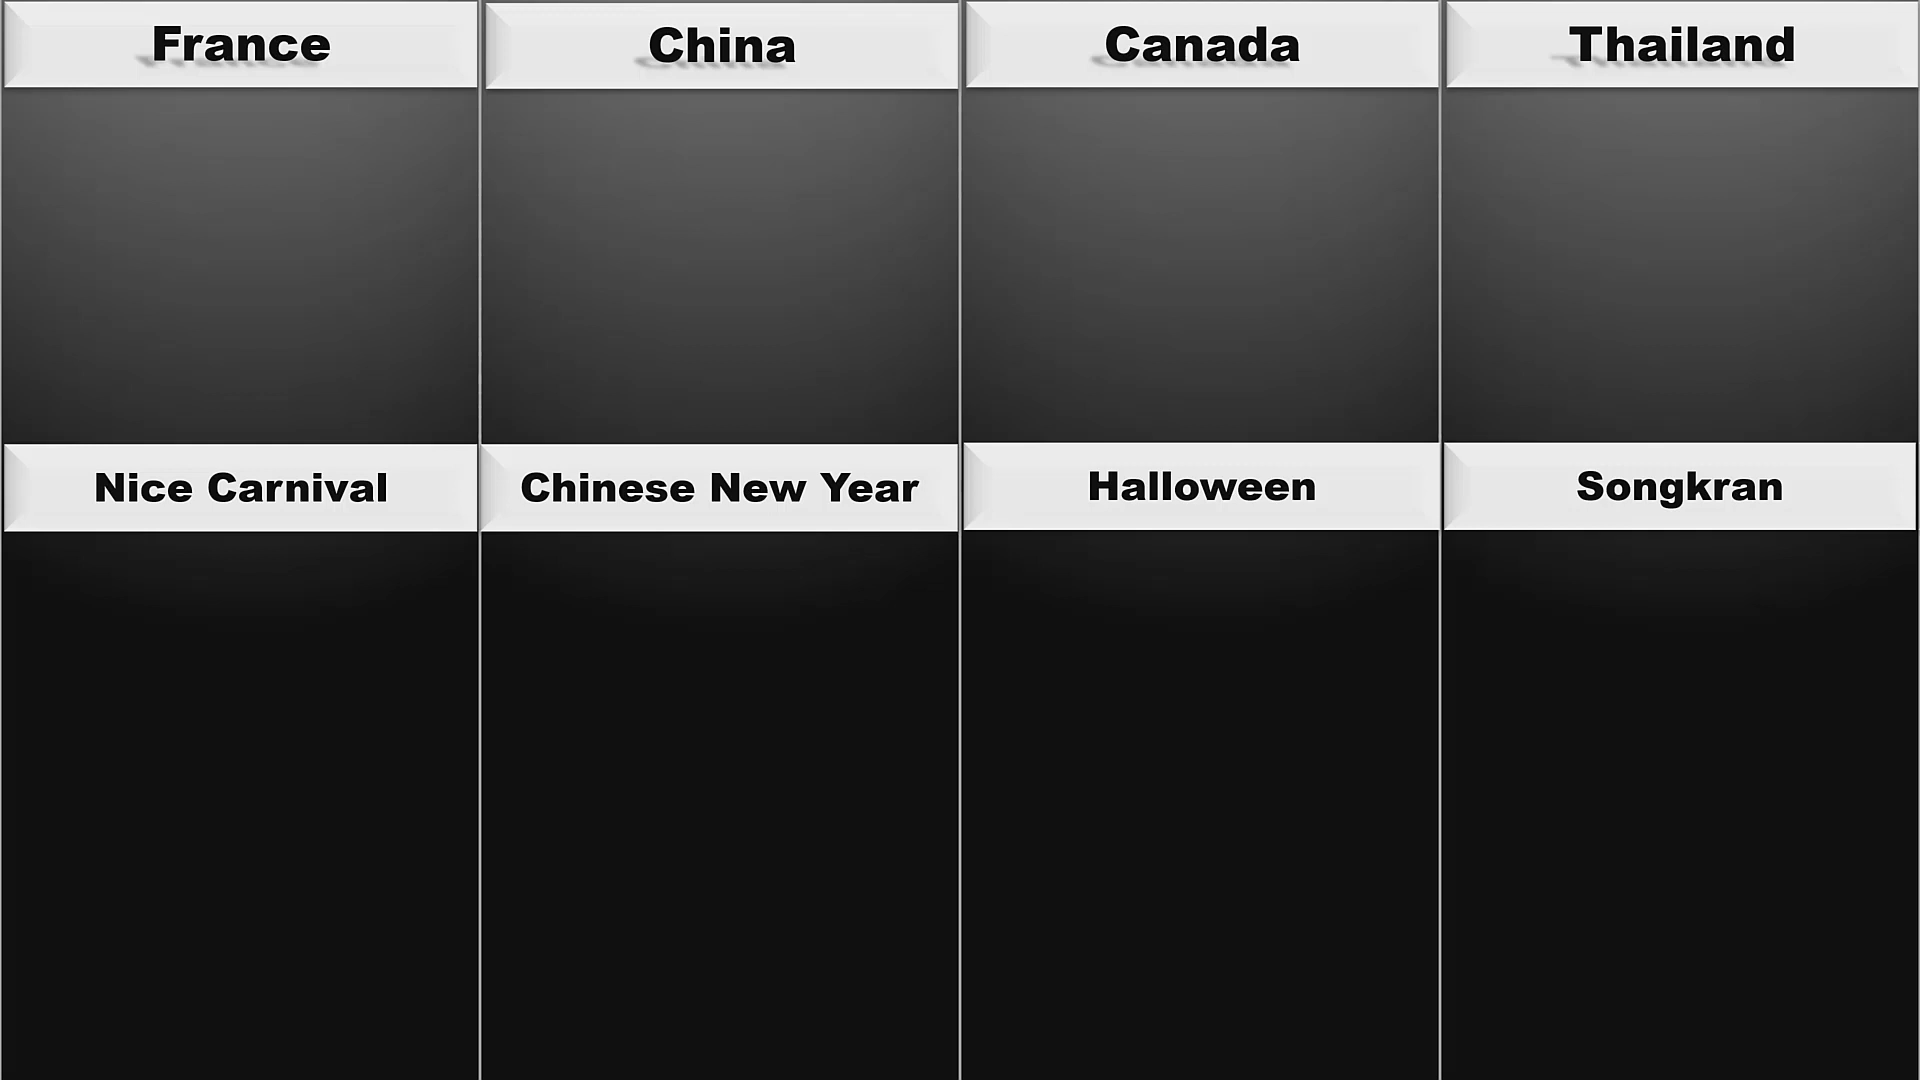 France
China
Canada
Thailand
Nice Carnival
Chinese New Year
Halloween
Songkran